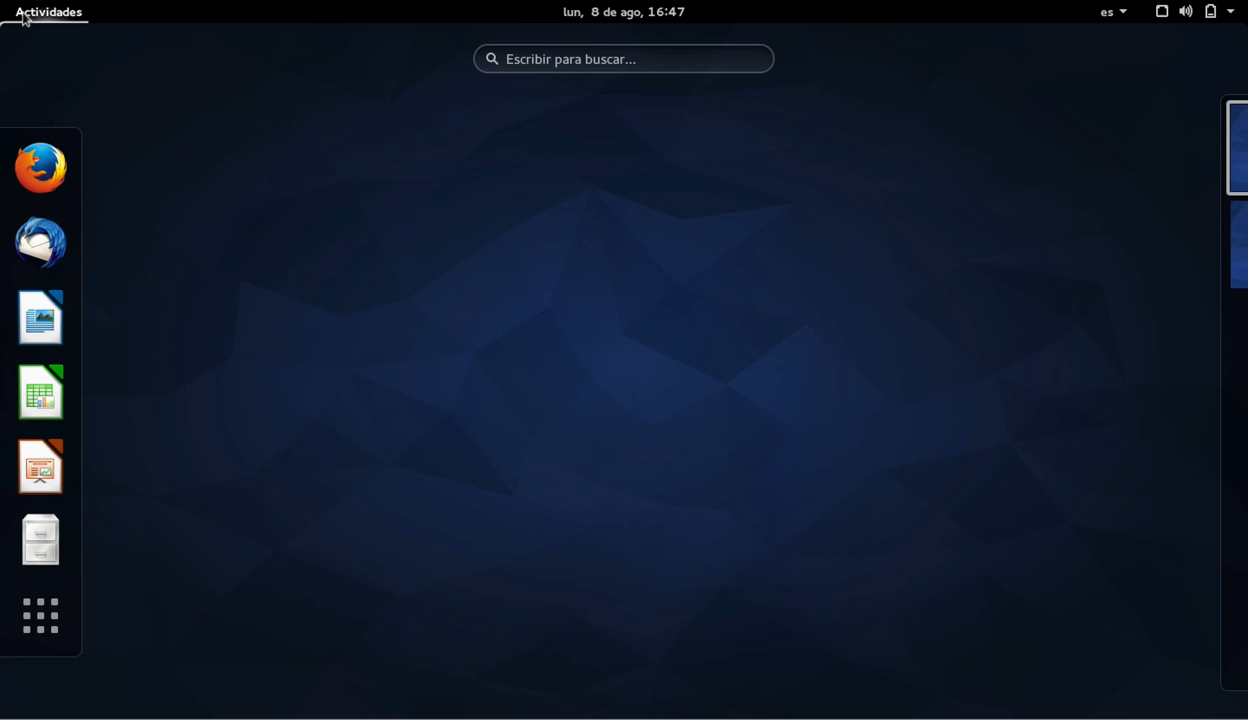 Actividades
lun, 8 de ago, 16:47
es
Escribir para buscar...